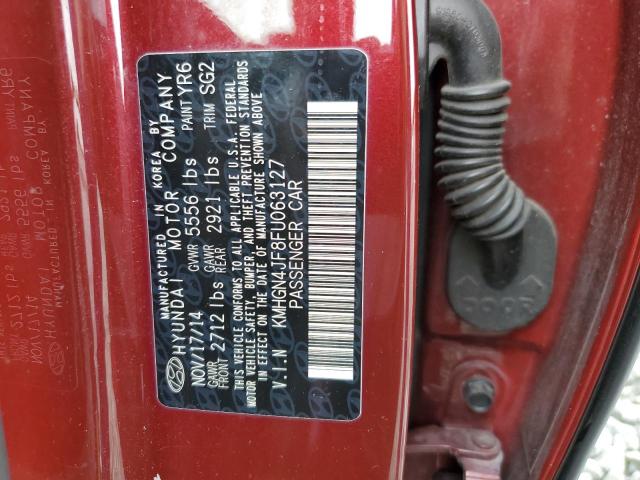 MANUFACTURED IN KOREA BY
HYUNDAI MOTOR COMPANY
NOV/17/14 GVWR 5556 lbs PAINT YR6
GAWR FRONT 2712 lbs GAWR REAR 2921 lbs TRIM SG2
THIS VEHICLE CONFORMS TO ALL APPLICABLE U.S.A. FEDERAL
MOTOR VEHICLE SAFETY, BUMPER, AND THEFT PREVENTION STANDARDS
IN EFFECT ON THE DATE OF MANUFACTURE SHOWN ABOVE
V.I.N KMHGN4JF8FU063127
PASSENGER CAR
DOOR